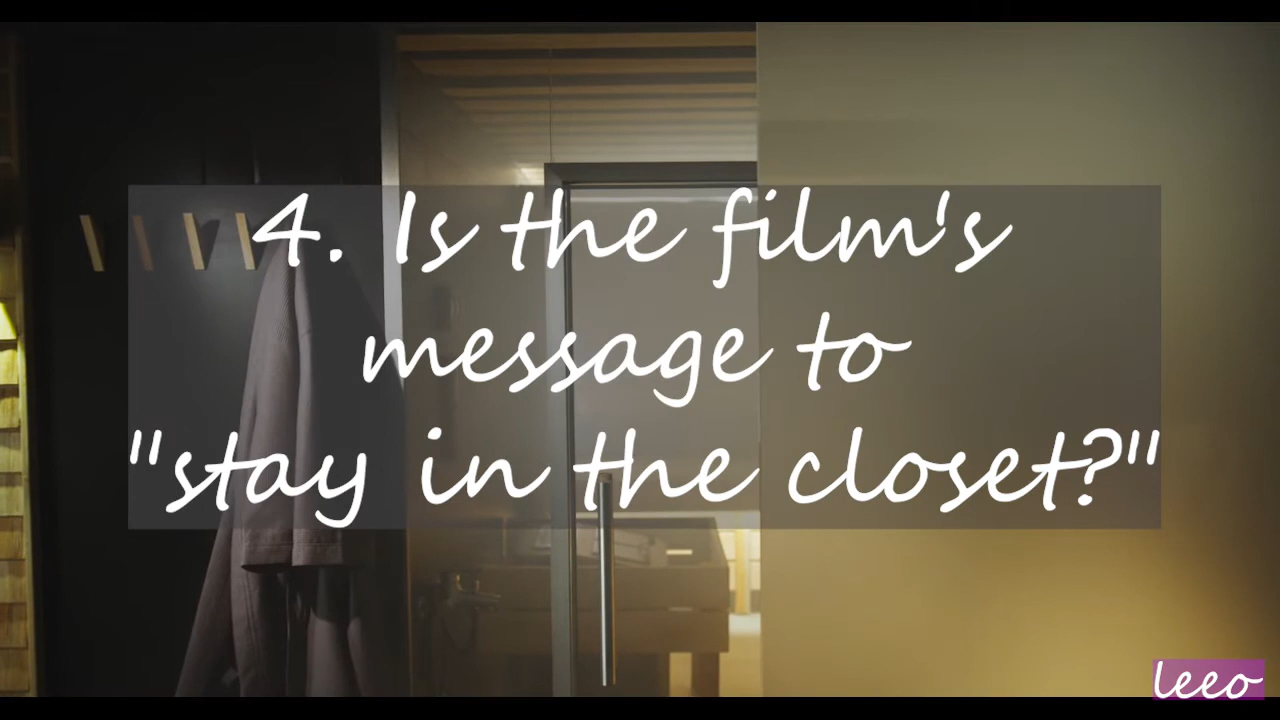 4. Is the film's
message to
"stay in the closet?"
leeo